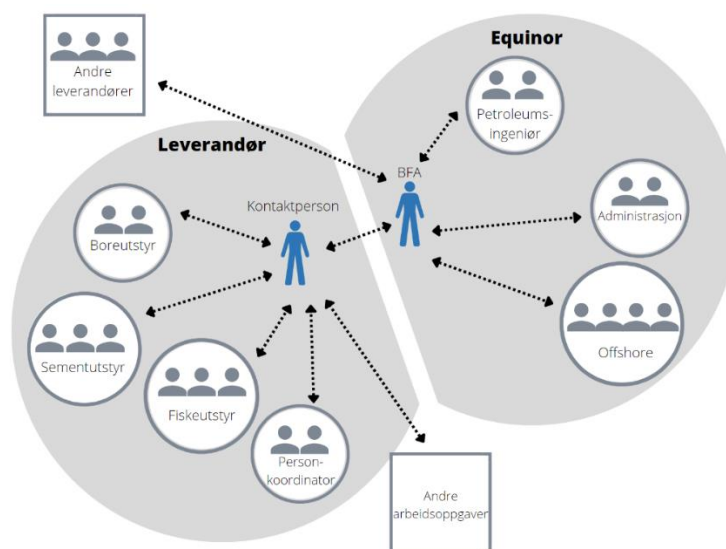 Andre
leverandører
Equinor
Petroleums-
ingeniør
Leverandør
BFA
Kontaktperson
Administrasjon
Boreutstyr
Offshore
Sementutstyr
Fiskeutstyr
Person-
koordinator
Andre
arbeidsoppgaver